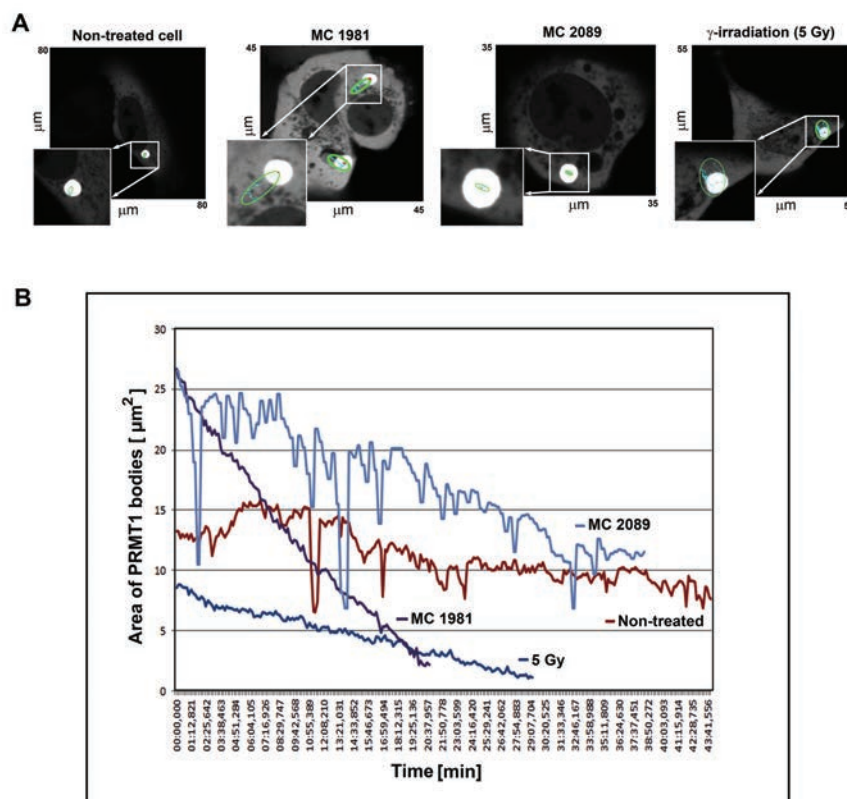 A
Non-treated cell
MC 1981
MC 2089
γ-irradiation (5 Gy)
80
45
35
55
μm
μm
μm
μm
μm
μm
μm
μm
80
45
35
5
B
30
25
20
15
10
5
0
Area of PRMT1 bodies [ μm²]
MC 2089
Non-treated
MC 1981
5 Gy
00:00,000
01:12,821
02:25,642
03:38,463
04:51,284
06:04,105
07:16,926
08:29,747
09:42,568
10:55,389
12:08,210
13:21,031
14:33,852
15:46,673
16:59,494
18:12,315
19:25,136
20:37,957
21:50,778
23:03,599
24:16,420
25:29,241
26:42,062
27:54,883
29:07,704
30:20,525
31:33,346
32:46,167
33:58,988
35:11,809
36:24,630
37:37,451
38:50,272
40:03,093
41:15,914
42:28,735
43:41,556
Time [min]